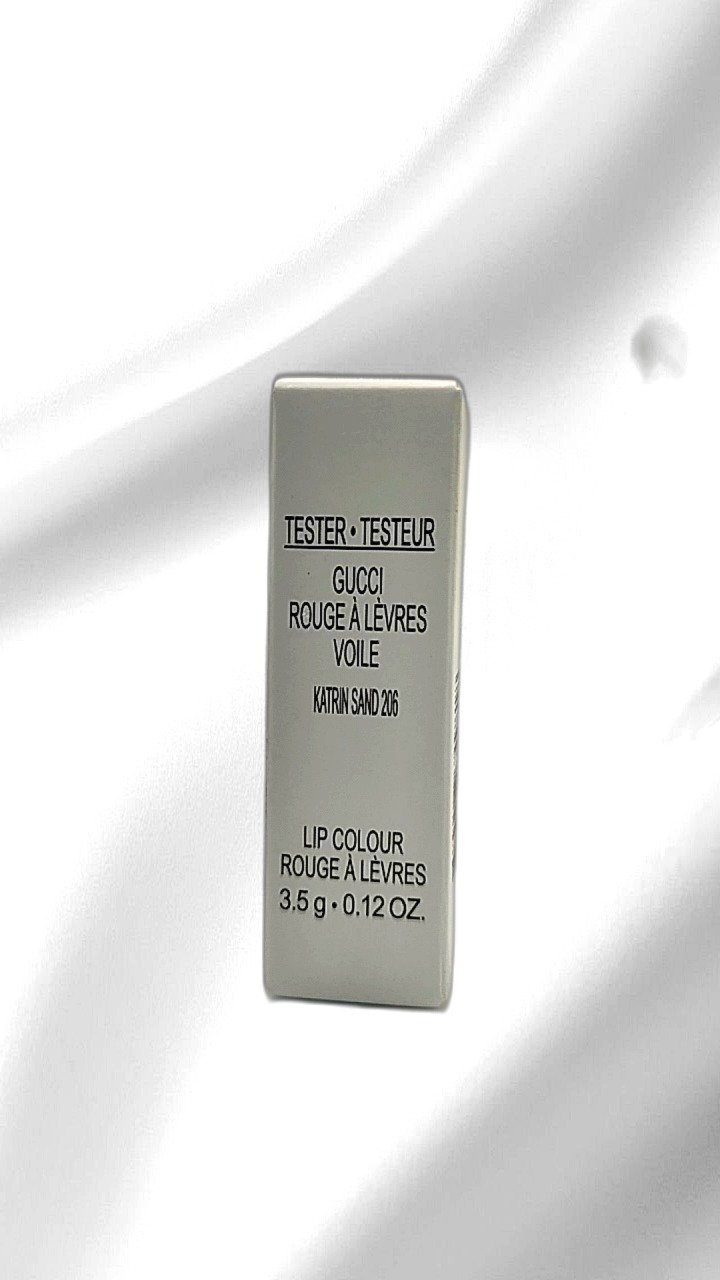 TESTER • TESTEUR
GUCCI
ROUGE À LÈVRES
VOILE
KATRIN SAND 206
LIP COLOUR
ROUGE À LÈVRES
3.5 g • 0.12 OZ.